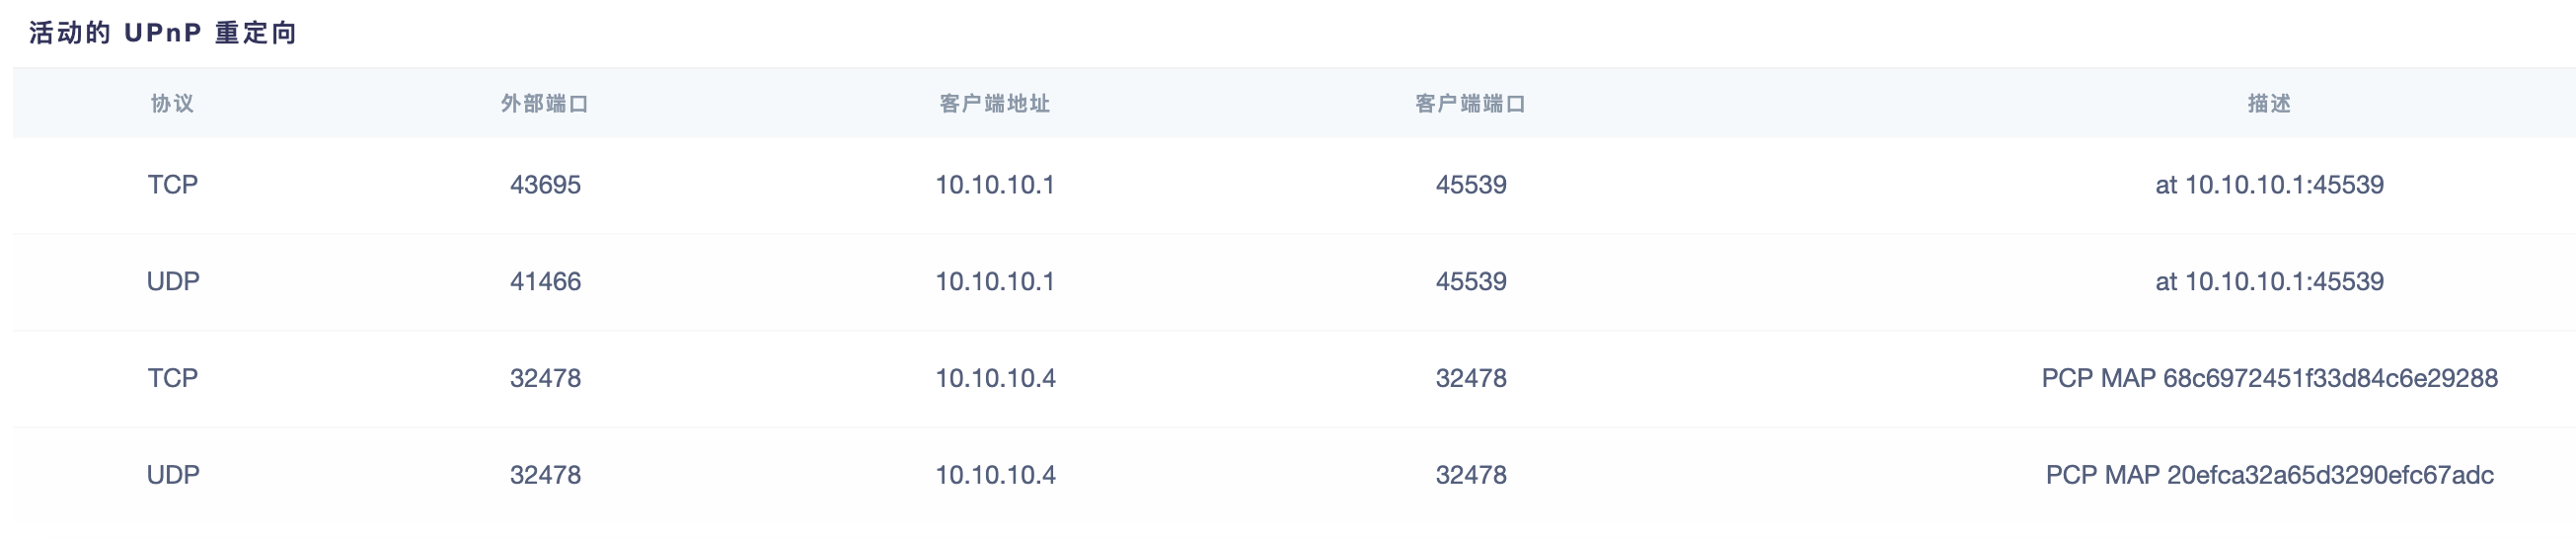 活动的 UPnP 重定向
协议 外部端口 客户端地址 客户端端口 描述
TCP 43695 10.10.10.1 45539 at 10.10.10.1:45539
UDP 41466 10.10.10.1 45539 at 10.10.10.1:45539
TCP 32478 10.10.10.4 32478 PCP MAP 68c6972451f33d84c6e29288
UDP 32478 10.10.10.4 32478 PCP MAP 20efca32a65d3290efc67adc